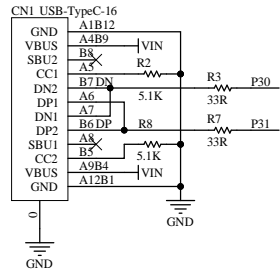 CN1 USB-TypeC-16
GND A1B12
VBUS A4B9 VIN
SBU2 B8
CC1 A5 R2
DN2 B7 DN 5.1K R3 P30
DP1 A6 33R
DN1 A7
DP2 B6 DP R8 R7 P31
SBU1 A8 33R
CC2 B5 5.1K
VBUS A9B4 VIN
GND A12B1
0 GND
GND